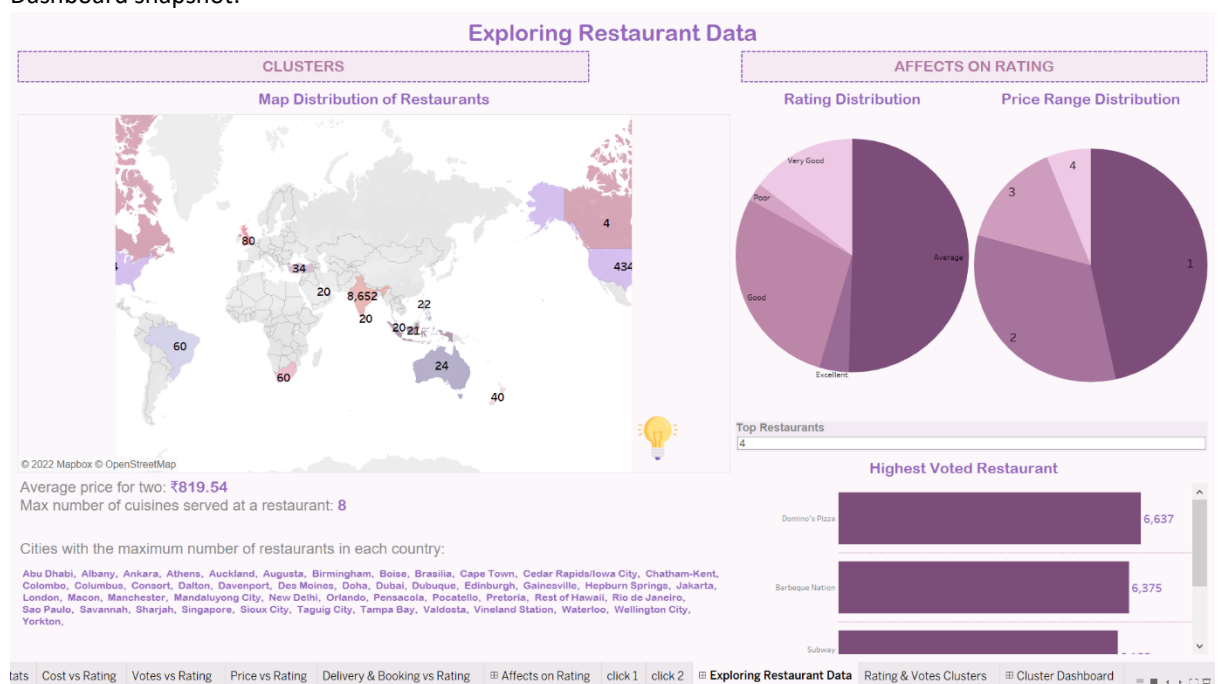 Dashboard snapshot:
Exploring Restaurant Data
CLUSTERS
AFFECTS ON RATING
Map Distribution of Restaurants
Rating Distribution
Price Range Distribution
80
34
20
8,652
20
22
20
21
60
60
24
40
4
434
4
© 2022 Mapbox © OpenStreetMap
Very Good
Poor
Good
Excellent
Average
4
3
2
1
Average price for two: ₹819.54
Max number of cuisines served at a restaurant: 8
Cities with the maximum number of restaurants in each country:
Abu Dhabi, Albany, Ankara, Athens, Auckland, Augusta, Birmingham, Boise, Brasilia, Cape Town, Cedar Rapids/Iowa City, Chatham-Kent,
Colombo, Columbus, Consort, Dalton, Davenport, Des Moines, Doha, Dubai, Dubuque, Edinburgh, Gainesville, Hepburn Springs, Jakarta,
London, Macon, Manchester, Mandaluyong City, New Delhi, Orlando, Pensacola, Pocatello, Pretoria, Rest of Hawaii, Rio de Janeiro,
Sao Paulo, Savannah, Sharjah, Singapore, Sioux City, Taguig City, Tampa Bay, Valdosta, Vineland Station, Waterloo, Wellington City,
Yorkton,
Top Restaurants
4
Highest Voted Restaurant
Domino's Pizza
6,637
Barbeque Nation
6,375
Subway
Cost vs Rating
Votes vs Rating
Price vs Rating
Delivery & Booking vs Rating
Affects on Rating
click 1
click 2
Exploring Restaurant Data
Rating & Votes Clusters
Cluster Dashboard